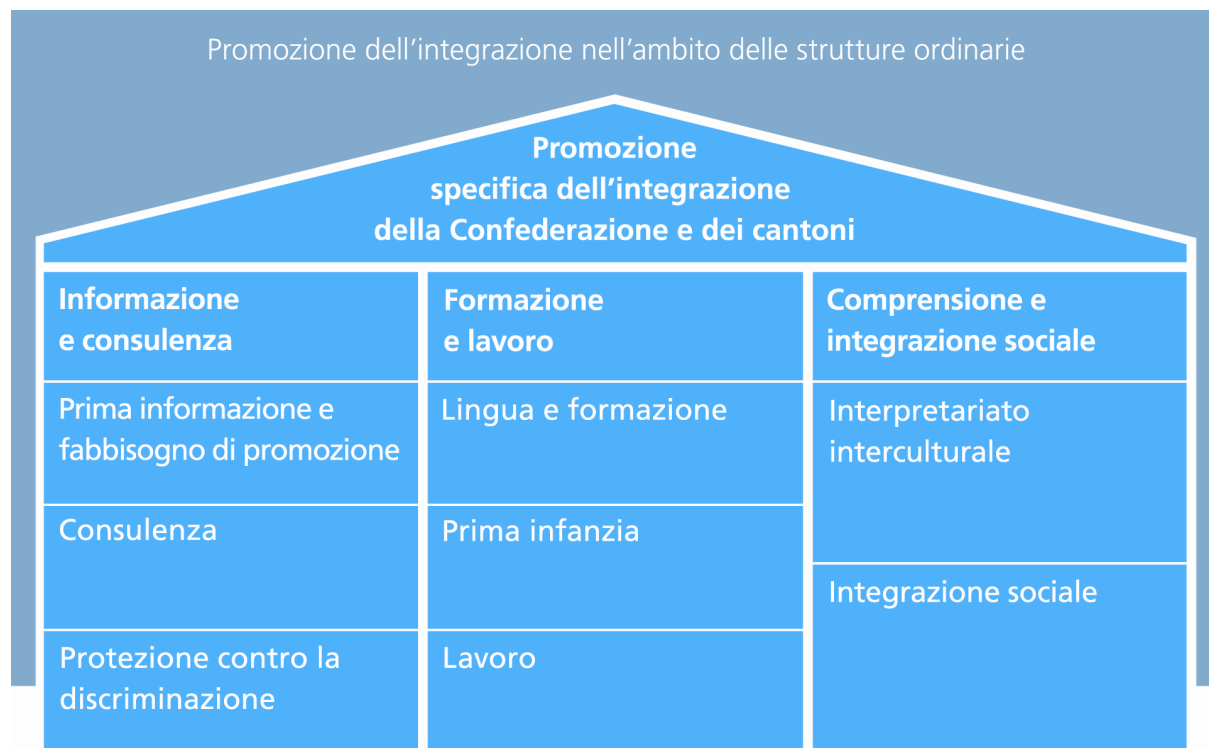 Promozione dell’integrazione nell’ambito delle strutture ordinarie
Promozione
specifica dell’integrazione
della Confederazione e dei cantoni
Informazione
e consulenza
Prima informazione e
fabbisogno di promozione
Consulenza
Protezione contro la
discriminazione
Formazione
e lavoro
Lingua e formazione
Prima infanzia
Lavoro
Comprensione e
integrazione sociale
Interpretariato
interculturale
Integrazione sociale